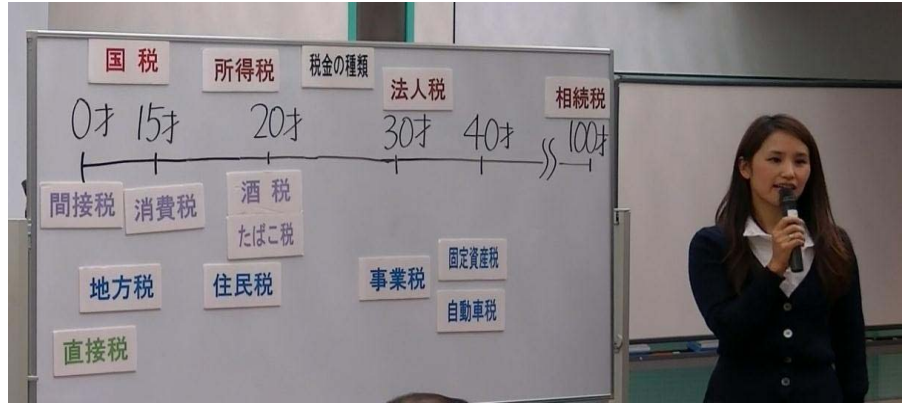 国税
所得税
税金の種類
法人税
相続税
0才 15才 20才 30才 40才 100才
間接税
消費税
酒税
たばこ税
地方税
住民税
事業税
固定資産税
自動車税
直接税